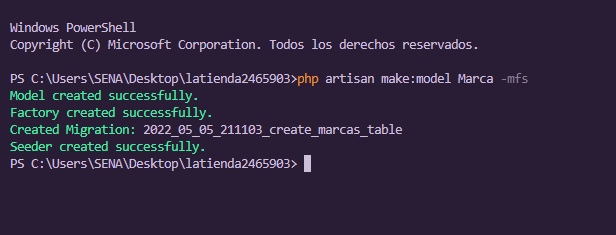 Windows PowerShell
Copyright (C) Microsoft Corporation. Todos los derechos reservados.
PS C:\Users\SENA\Desktop\latienda2465903>php artisan make:model Marca -mfs
Model created successfully.
Factory created successfully.
Created Migration: 2022_05_05_211103_create_marcas_table
Seeder created successfully.
PS C:\Users\SENA\Desktop\latienda2465903>